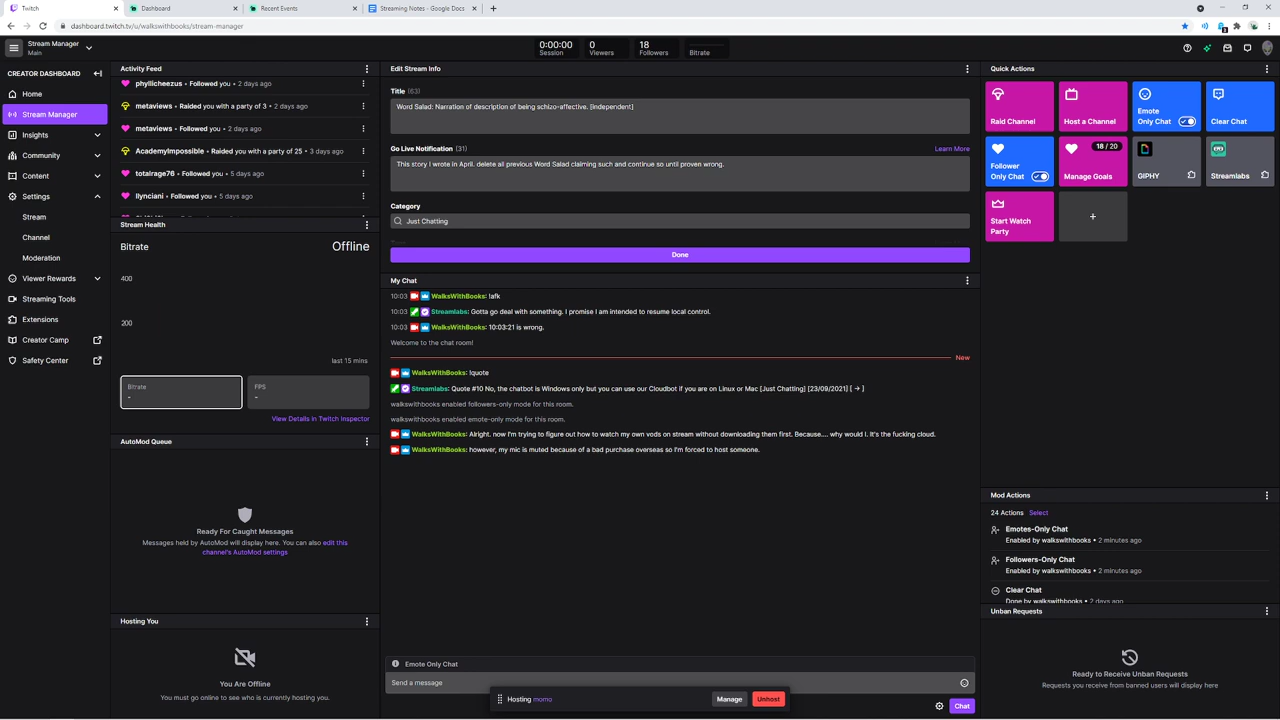 Twitch
Dashboard
Recent Events
Streaming Notes - Google Docs
dashboard.twitch.tv/u/walkswithbooks/stream-manager
Stream Manager
Main
0:00:00
Session
0
Viewers
18
Followers
Bitrate
CREATOR DASHBOARD
Home
Stream Manager
Insights
Community
Content
Settings
Stream
Channel
Moderation
Viewer Rewards
Streaming Tools
Extensions
Creator Camp
Safety Center
Activity Feed
phyllcheezus • Followed you • 2 days ago
metaviews • Raided you with a party of 3 • 2 days ago
metaviews • Followed you • 2 days ago
AcademyImpossible • Raided you with a party of 25 • 3 days ago
totalrage76 • Followed you • 5 days ago
llynciani • Followed you • 5 days ago
Stream Health
Bitrate
Offline
400
200
last 15 mins
Bitrate
-
FPS
-
View Details in Twitch Inspector
AutoMod Queue
Ready For Caught Messages
Messages held by AutoMod will display here. You can also edit this
channel's AutoMod settings
Hosting You
You Are Offline
You must go online to see who is currently hosting you.
Edit Stream Info
Title (63)
Word Salad: Narration of description of being schizo-affective. [Independent]
Go Live Notification (31)
Learn More
This story I wrote in April. delete all previous Word Salad claiming such and continue so until proven wrong.
Category
Just Chatting
Done
My Chat
10:03 WalksWithBooks: !afk
10:03 Streamlabs: Gotta go deal with something. I promise I am intended to resume local control.
10:03 WalksWithBooks: 10:03:21 is wrong.
Welcome to the chat room!
New
WalksWithBooks: !quote
Streamlabs: Quote #10 No, the chatbot is Windows only but you can use our Cloudbot if you are on Linux or Mac [Just Chatting] [23/09/2021] [ → ]
walkswithbooks enabled followers-only mode for this room.
walkswithbooks enabled emote-only mode for this room.
WalksWithBooks: Alright. now I'm trying to figure out how to watch my own vods on stream without downloading them first. Because.... why would I. It's the fucking cloud.
WalksWithBooks: however, my mic is muted because of a bad purchase overseas so I'm forced to host someone.
Emote Only Chat
Send a message
Hosting momo
Manage
Unhost
Chat
Quick Actions
Raid Channel
Host a Channel
Emote
Only Chat
Clear Chat
Follower
Only Chat
18 / 20
Manage Goals
GIPHY
Streamlabs
Start Watch
Party
+
Mod Actions
24 Actions Select
Emotes-Only Chat
Enabled by walkswithbooks • 2 minutes ago
Followers-Only Chat
Enabled by walkswithbooks • 2 minutes ago
Clear Chat
Done by walkswithbooks • 2 days ago
Unban Requests
Ready to Receive Unban Requests
Requests you receive from banned users will display here